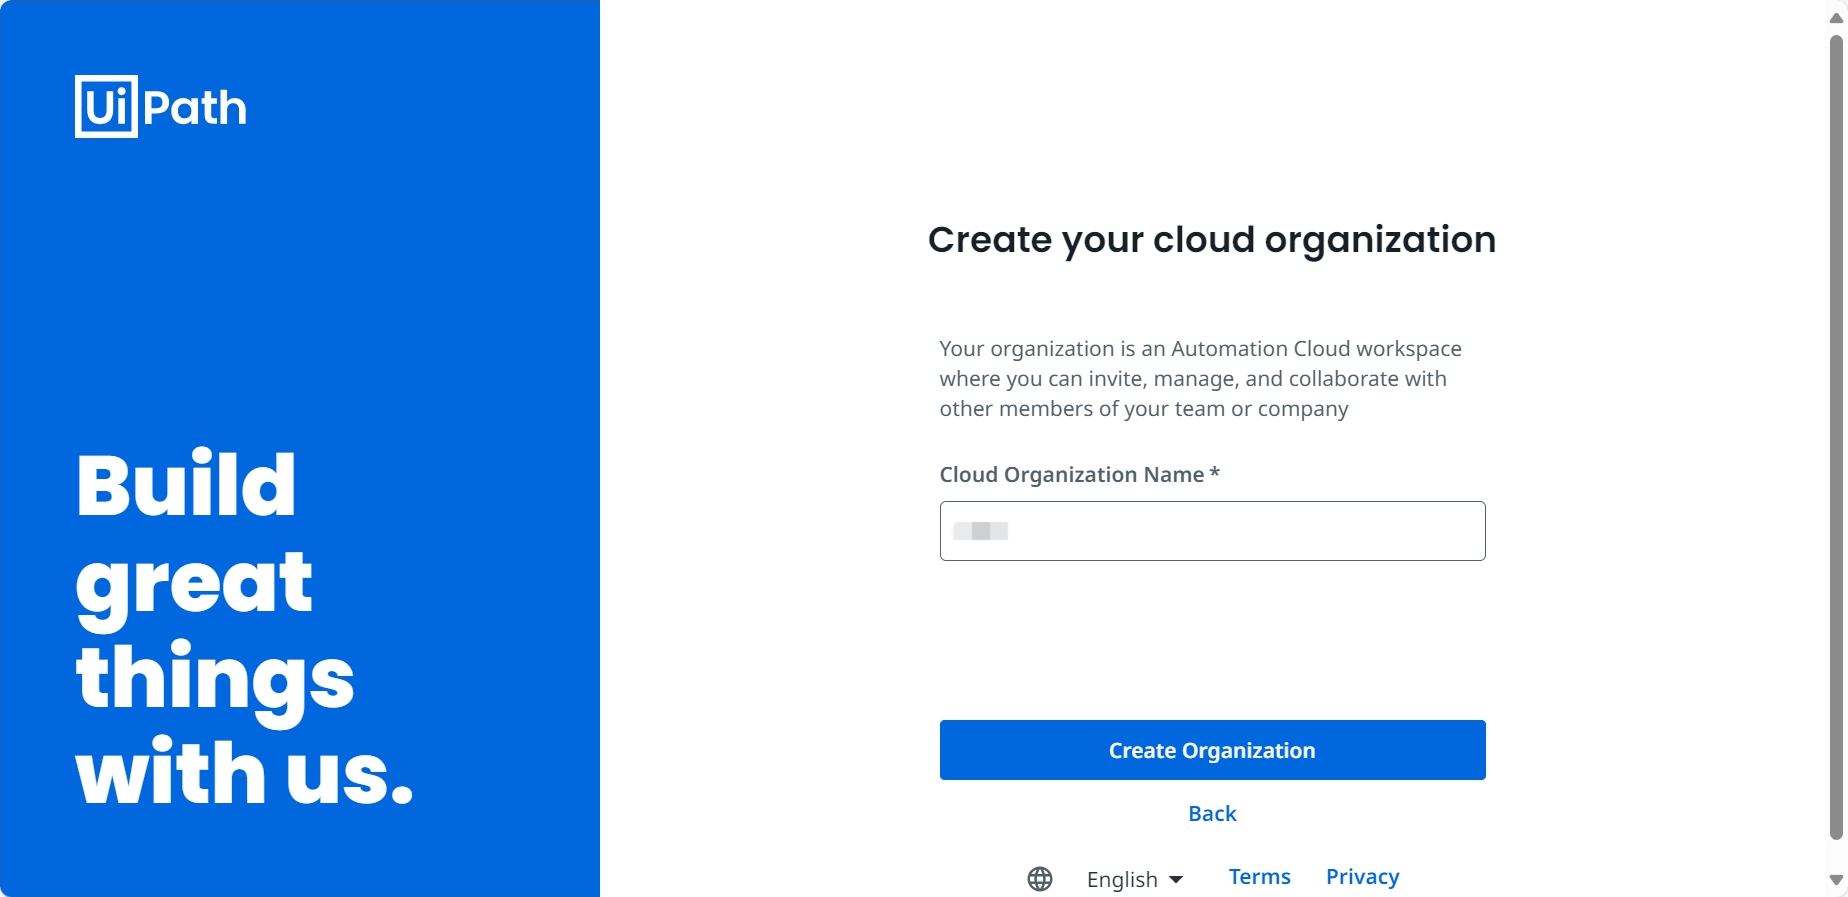 UiPath
Build
great
things
with us.
Create your cloud organization
Your organization is an Automation Cloud workspace
where you can invite, manage, and collaborate with
other members of your team or company
Cloud Organization Name *
Create Organization
Back
English
Terms
Privacy